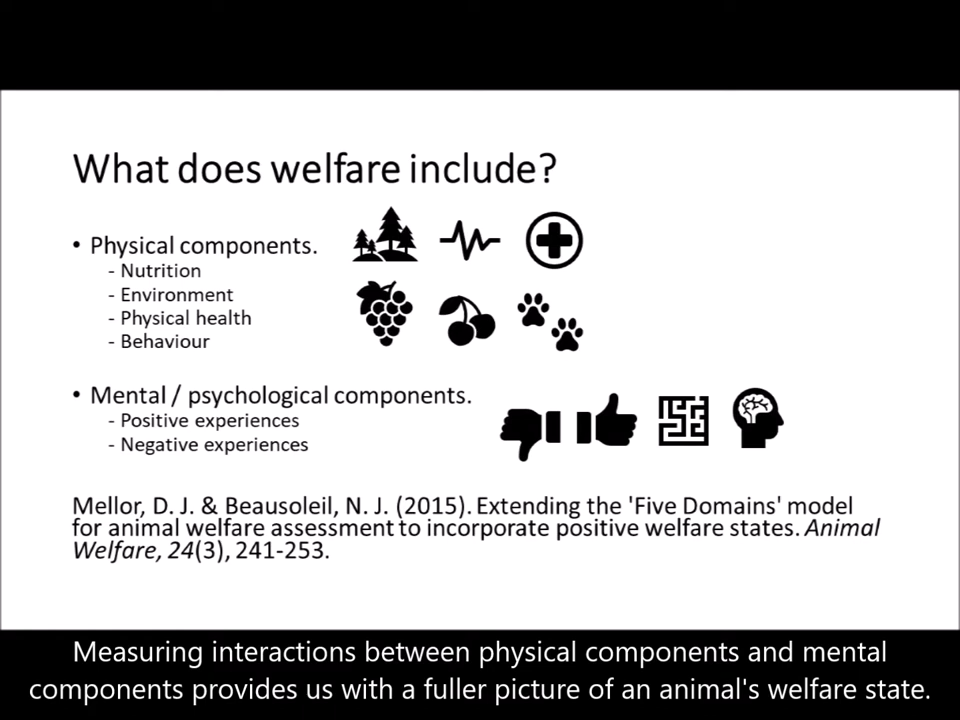 What does welfare include?
• Physical components.
- Nutrition
- Environment
- Physical health
- Behaviour
• Mental / psychological components.
- Positive experiences
- Negative experiences
Mellor, D. J. & Beausoleil, N. J. (2015). Extending the 'Five Domains' model
for animal welfare assessment to incorporate positive welfare states. Animal
Welfare, 24(3), 241-253.
Measuring interactions between physical components and mental
components provides us with a fuller picture of an animal's welfare state.